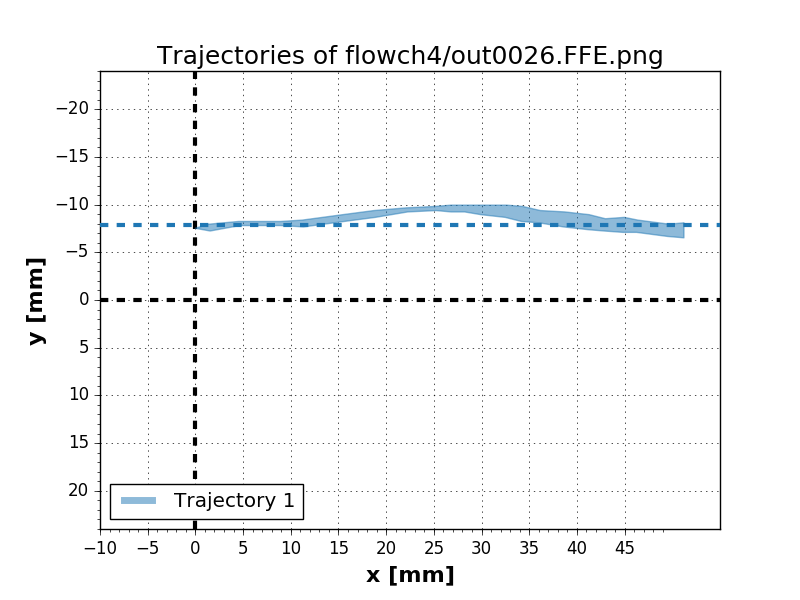 Trajectories of flowch4/out0026.FFE.png
y [mm]
−20
−15
−10
−5
0
5
10
15
20
Trajectory 1
−10 −5 0 5 10 15 20 25 30 35 40 45
x [mm]